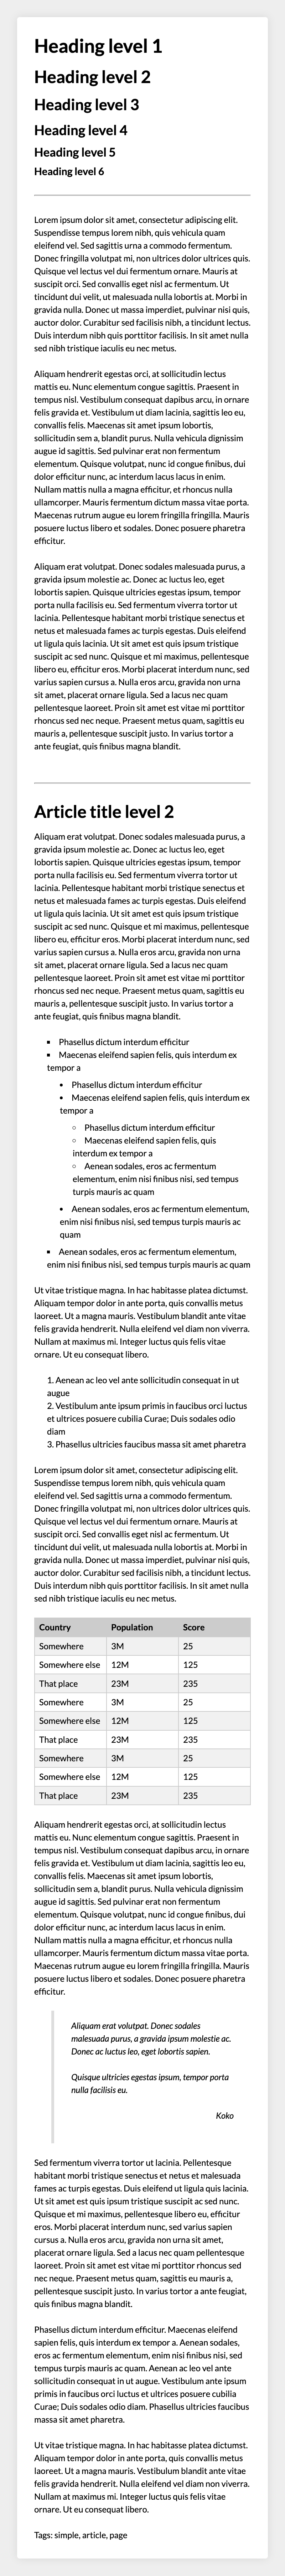 Heading level 1
Heading level 2
Heading level 3
Heading level 4
Heading level 5
Heading level 6
Lorem ipsum dolor sit amet, consectetur adipiscing elit.
Suspendisse tempus lorem nibh, quis vehicula quam
eleifend vel. Sed sagittis urna a commodo fermentum.
Donec fringilla volutpat mi, non ultrices dolor ultrices quis.
Quisque vel lectus vel dui fermentum ornare. Mauris at
suscipit orci. Sed convallis eget nisl ac fermentum. Ut
tincidunt dui velit, ut malesuada nulla lobortis at. Morbi in
gravida nulla. Donec ut massa imperdiet, pulvinar nisi quis,
auctor dolor. Curabitur sed facilisis nibh, a tincidunt lectus.
Duis interdum nibh quis porttitor facilisis. In sit amet nulla
sed nibh tristique iaculis eu nec metus.
Aliquam hendrerit egestas orci, at sollicitudin lectus
mattis eu. Nunc elementum congue sagittis. Praesent in
tempus nisl. Vestibulum consequat dapibus arcu, in ornare
felis gravida et. Vestibulum ut diam lacinia, sagittis leo eu,
convallis felis. Maecenas sit amet ipsum lobortis,
sollicitudin sem a, blandit purus. Nulla vehicula dignissim
augue id sagittis. Sed pulvinar erat non fermentum
elementum. Quisque volutpat, nunc id congue finibus, dui
dolor efficitur nunc, ac interdum lacus lacus in enim.
Nullam mattis nulla a magna efficitur, et rhoncus nulla
ullamcorper. Mauris fermentum dictum massa vitae porta.
Maecenas rutrum augue eu lorem fringilla fringilla. Mauris
posuere luctus libero et sodales. Donec posuere pharetra
efficitur.
Aliquam erat volutpat. Donec sodales malesuada purus, a
gravida ipsum molestie ac. Donec ac luctus leo, eget
lobortis sapien. Quisque ultricies egestas ipsum, tempor
porta nulla facilisis eu. Sed fermentum viverra tortor ut
lacinia. Pellentesque habitant morbi tristique senectus et
netus et malesuada fames ac turpis egestas. Duis eleifend
ut ligula quis lacinia. Ut sit amet est quis ipsum tristique
suscipit ac sed nunc. Quisque et mi maximus, pellentesque
libero eu, efficitur eros. Morbi placerat interdum nunc, sed
varius sapien cursus a. Nulla eros arcu, gravida non urna
sit amet, placerat ornare ligula. Sed a lacus nec quam
pellentesque laoreet. Proin sit amet est vitae mi porttitor
rhoncus sed nec neque. Praesent metus quam, sagittis eu
mauris a, pellentesque suscipit justo. In varius tortor a
ante feugiat, quis finibus magna blandit.
Article title level 2
Aliquam erat volutpat. Donec sodales malesuada purus, a
gravida ipsum molestie ac. Donec ac luctus leo, eget
lobortis sapien. Quisque ultricies egestas ipsum, tempor
porta nulla facilisis eu. Sed fermentum viverra tortor ut
lacinia. Pellentesque habitant morbi tristique senectus et
netus et malesuada fames ac turpis egestas. Duis eleifend
ut ligula quis lacinia. Ut sit amet est quis ipsum tristique
suscipit ac sed nunc. Quisque et mi maximus, pellentesque
libero eu, efficitur eros. Morbi placerat interdum nunc, sed
varius sapien cursus a. Nulla eros arcu, gravida non urna
sit amet, placerat ornare ligula. Sed a lacus nec quam
pellentesque laoreet. Proin sit amet est vitae mi porttitor
rhoncus sed nec neque. Praesent metus quam, sagittis eu
mauris a, pellentesque suscipit justo. In varius tortor a
ante feugiat, quis finibus magna blandit.
▪ Phasellus dictum interdum efficitur
▪ Maecenas eleifend sapien felis, quis interdum ex
tempor a
• Phasellus dictum interdum efficitur
• Maecenas eleifend sapien felis, quis interdum ex
tempor a
◦ Phasellus dictum interdum efficitur
◦ Maecenas eleifend sapien felis, quis
interdum ex tempor a
◦ Aenean sodales, eros ac fermentum
elementum, enim nisi finibus nisi, sed tempus
turpis mauris ac quam
• Aenean sodales, eros ac fermentum elementum,
enim nisi finibus nisi, sed tempus turpis mauris ac
quam
▪ Aenean sodales, eros ac fermentum elementum,
enim nisi finibus nisi, sed tempus turpis mauris ac quam
Ut vitae tristique magna. In hac habitasse platea dictumst.
Aliquam tempor dolor in ante porta, quis convallis metus
laoreet. Ut a magna mauris. Vestibulum blandit ante vitae
felis gravida hendrerit. Nulla eleifend vel diam non viverra.
Nullam at maximus mi. Integer luctus quis felis vitae
ornare. Ut eu consequat libero.
1. Aenean ac leo vel ante sollicitudin consequat in ut
augue
2. Vestibulum ante ipsum primis in faucibus orci luctus
et ultrices posuere cubilia Curae; Duis sodales odio
diam
3. Phasellus ultricies faucibus massa sit amet pharetra
Lorem ipsum dolor sit amet, consectetur adipiscing elit.
Suspendisse tempus lorem nibh, quis vehicula quam
eleifend vel. Sed sagittis urna a commodo fermentum.
Donec fringilla volutpat mi, non ultrices dolor ultrices quis.
Quisque vel lectus vel dui fermentum ornare. Mauris at
suscipit orci. Sed convallis eget nisl ac fermentum. Ut
tincidunt dui velit, ut malesuada nulla lobortis at. Morbi in
gravida nulla. Donec ut massa imperdiet, pulvinar nisi quis,
auctor dolor. Curabitur sed facilisis nibh, a tincidunt lectus.
Duis interdum nibh quis porttitor facilisis. In sit amet nulla
sed nibh tristique iaculis eu nec metus.
Country Population Score
Somewhere 3M 25
Somewhere else 12M 125
That place 23M 235
Somewhere 3M 25
Somewhere else 12M 125
That place 23M 235
Somewhere 3M 25
Somewhere else 12M 125
That place 23M 235
Aliquam hendrerit egestas orci, at sollicitudin lectus
mattis eu. Nunc elementum congue sagittis. Praesent in
tempus nisl. Vestibulum consequat dapibus arcu, in ornare
felis gravida et. Vestibulum ut diam lacinia, sagittis leo eu,
convallis felis. Maecenas sit amet ipsum lobortis,
sollicitudin sem a, blandit purus. Nulla vehicula dignissim
augue id sagittis. Sed pulvinar erat non fermentum
elementum. Quisque volutpat, nunc id congue finibus, dui
dolor efficitur nunc, ac interdum lacus lacus in enim.
Nullam mattis nulla a magna efficitur, et rhoncus nulla
ullamcorper. Mauris fermentum dictum massa vitae porta.
Maecenas rutrum augue eu lorem fringilla fringilla. Mauris
posuere luctus libero et sodales. Donec posuere pharetra
efficitur.
Aliquam erat volutpat. Donec sodales
malesuada purus, a gravida ipsum molestie ac.
Donec ac luctus leo, eget lobortis sapien.
Quisque ultricies egestas ipsum, tempor porta
nulla facilisis eu.
Koko
Sed fermentum viverra tortor ut lacinia. Pellentesque
habitant morbi tristique senectus et netus et malesuada
fames ac turpis egestas. Duis eleifend ut ligula quis lacinia.
Ut sit amet est quis ipsum tristique suscipit ac sed nunc.
Quisque et mi maximus, pellentesque libero eu, efficitur
eros. Morbi placerat interdum nunc, sed varius sapien
cursus a. Nulla eros arcu, gravida non urna sit amet,
placerat ornare ligula. Sed a lacus nec quam pellentesque
laoreet. Proin sit amet est vitae mi porttitor rhoncus sed
nec neque. Praesent metus quam, sagittis eu mauris a,
pellentesque suscipit justo. In varius tortor a ante feugiat,
quis finibus magna blandit.
Phasellus dictum interdum efficitur. Maecenas eleifend
sapien felis, quis interdum ex tempor a. Aenean sodales,
eros ac fermentum elementum, enim nisi finibus nisi, sed
tempus turpis mauris ac quam. Aenean ac leo vel ante
sollicitudin consequat in ut augue. Vestibulum ante ipsum
primis in faucibus orci luctus et ultrices posuere cubilia
Curae; Duis sodales odio diam. Phasellus ultricies faucibus
massa sit amet pharetra.
Ut vitae tristique magna. In hac habitasse platea dictumst.
Aliquam tempor dolor in ante porta, quis convallis metus
laoreet. Ut a magna mauris. Vestibulum blandit ante vitae
felis gravida hendrerit. Nulla eleifend vel diam non viverra.
Nullam at maximus mi. Integer luctus quis felis vitae
ornare. Ut eu consequat libero.
Tags: simple, article, page